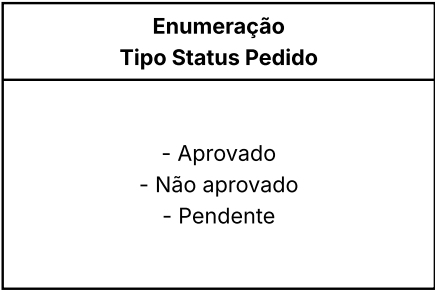 Enumeração
Tipo Status Pedido
- Aprovado
- Não aprovado
- Pendente